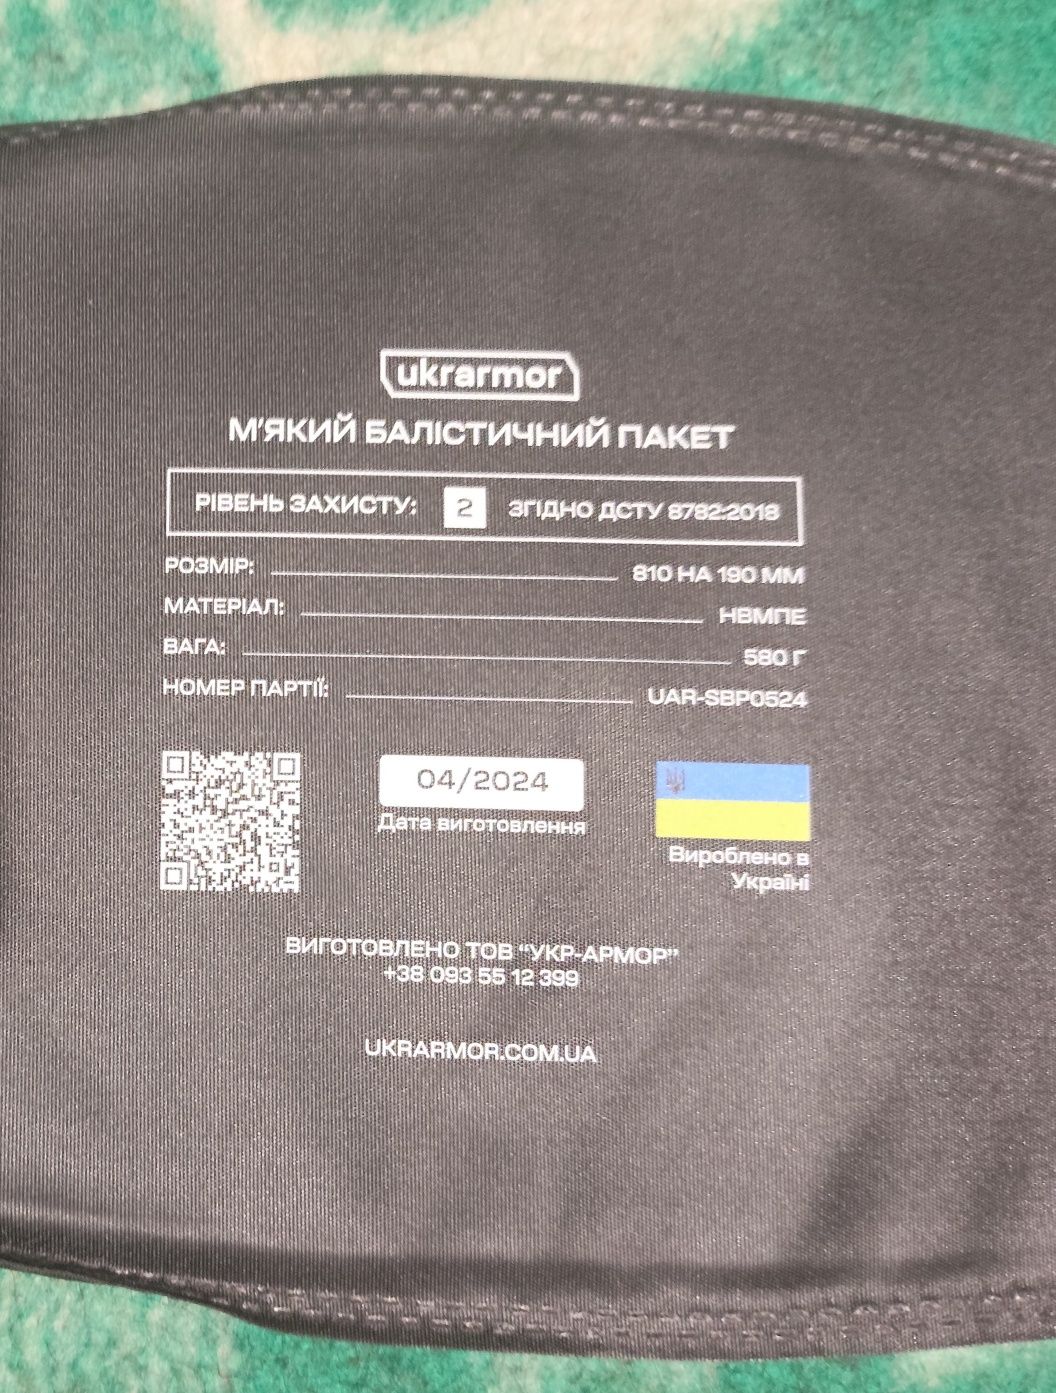 ukrarmor
М'ЯКИЙ БАЛІСТИЧНИЙ ПАКЕТ
РІВЕНЬ ЗАХИСТУ: 2 ЗГІДНО ДСТУ 8782:2018
РОЗМІР: 810 НА 190 ММ
МАТЕРІАЛ: НВМПЕ
ВАГА: 580 Г
НОМЕР ПАРТІЇ: UAR-SBP0524
04/2024
Дата виготовлення
Вироблено в
Україні
ВИГОТОВЛЕНО ТОВ "УКР-АРМОР"
+38 093 55 12 399
UKRARMOR.COM.UA